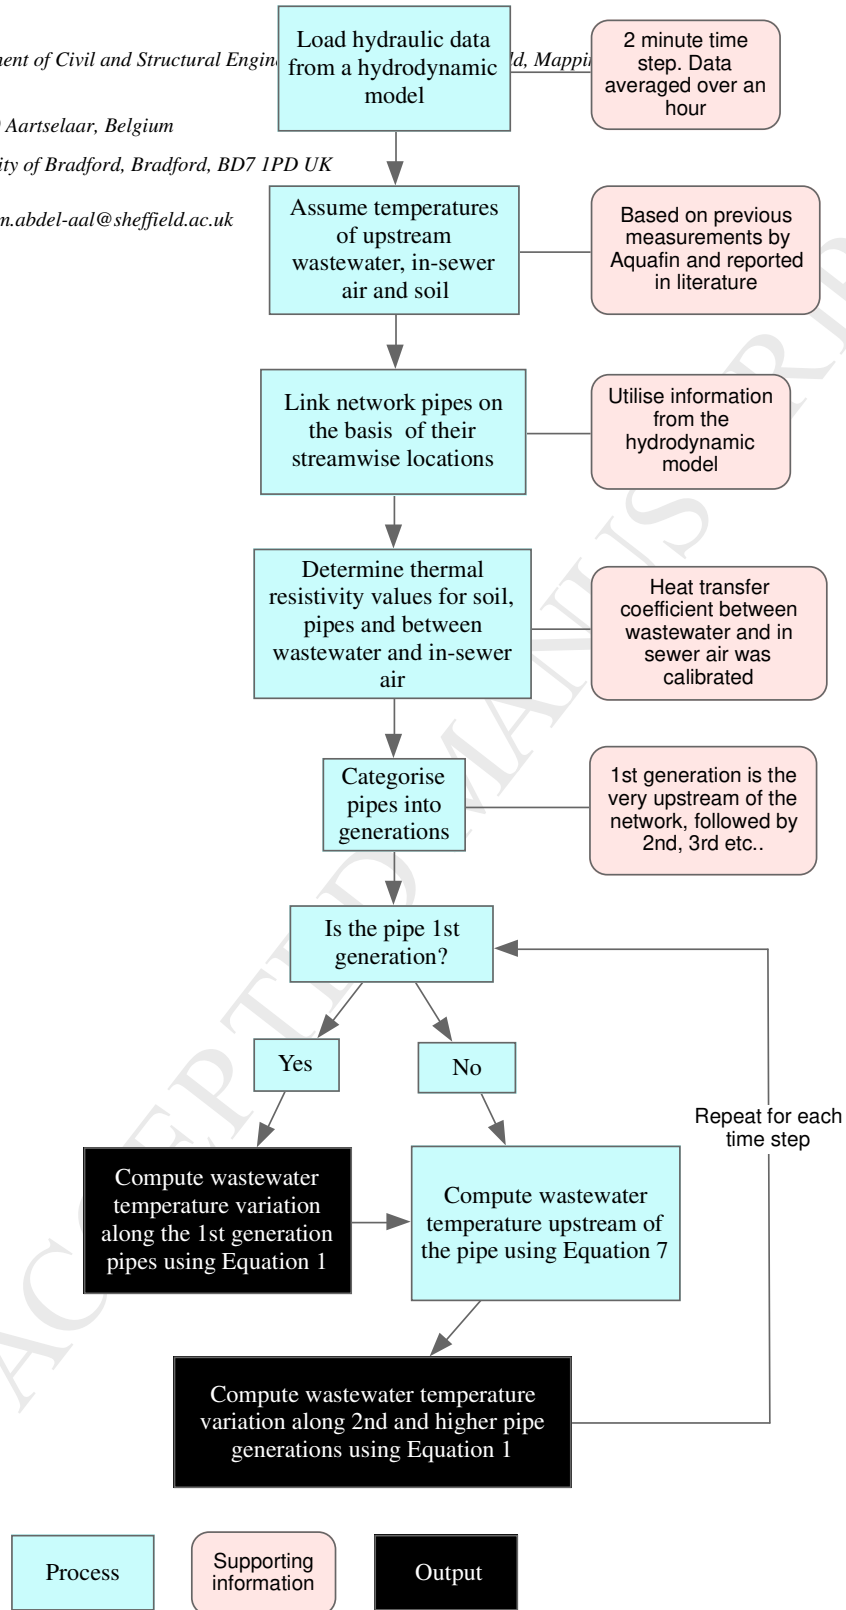 Load hydraulic data
from a hydrodynamic
model
2 minute time
step. Data
averaged over an
hour
of Civil and Structural
Aartselaar, Belgium
of Bradford, Bradford, BD7 1PD UK
m.abdel-aal@sheffield.ac.uk
Assume temperatures
of upstream
wastewater, in-sewer
air and soil
Based on previous
measurements by
Aquafin and reported
in literature
Link network pipes on
the basis of their
streamwise locations
Utilise information
from the
hydrodynamic
model
Determine thermal
resistivity values for soil,
pipes and between
wastewater and in-sewer
air
Heat transfer
coefficient between
wastewater and in
sewer air was
calibrated
Categorise
pipes into
generations
1st generation is the
very upstream of the
network, followed by
2nd, 3rd etc..
Is the pipe 1st
generation?
Yes
No
Repeat for each
time step
Compute wastewater
temperature variation
along the 1st generation
pipes using Equation 1
Compute wastewater
temperature upstream of
the pipe using Equation 7
Compute wastewater temperature
variation along 2nd and higher pipe
generations using Equation 1
Process
Supporting
information
Output